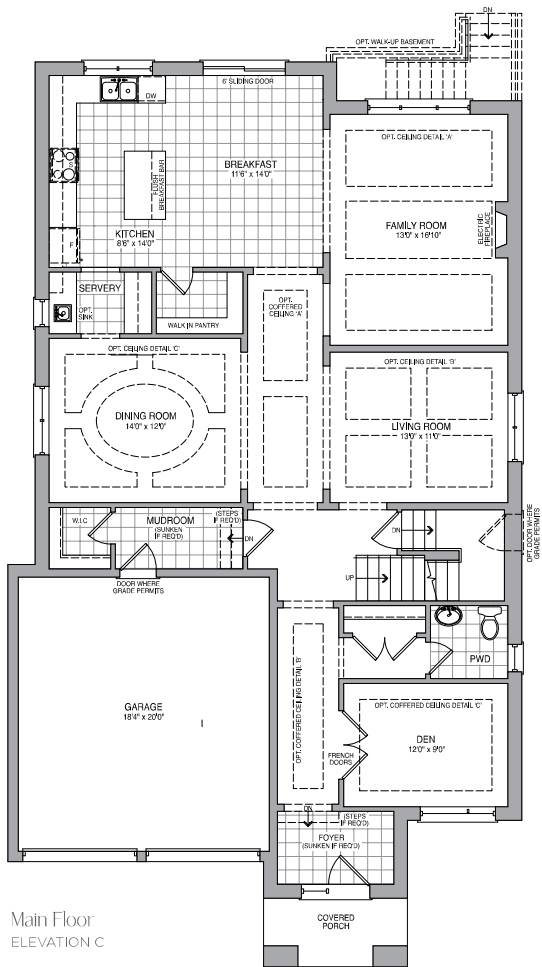 DN
OPT. WALK-UP BASEMENT
6' SLIDING DOOR
DW
OPT. CEILING DETAIL 'A'
BREAKFAST
11'6" x 14'0"
FLUSH
BREAKFAST BAR
FAMILY ROOM
13'0" x 16'10"
ELECTRIC
FIREPLACE
KITCHEN
8'6" x 14'0"
F
SERVERY
OPT.
SINK
WALK IN PANTRY
OPT.
COFFERED
CEILING 'A'
OPT. CEILING DETAIL 'C'
OPT. CEILING DETAIL 'B'
DINING ROOM
14'0" x 12'0"
LIVING ROOM
13'0" x 11'0"
W.I.C
MUDROOM
(SUNKEN
IF REQ'D)
(STEPS
IF REQ'D)
DN
DN
OPT. DOOR WHERE
GRADE PERMITS
DOOR WHERE
GRADE PERMITS
UP
PWD
OPT. COFFERED CEILING DETAIL 'B'
OPT. COFFERED CEILING DETAIL 'C'
GARAGE
18'4" x 20'0"
DEN
12'0" x 9'0"
FRENCH
DOORS
DN
(STEPS
IF REQ'D)
FOYER
(SUNKEN IF REQ'D)
COVERED
PORCH
Main Floor
ELEVATION C